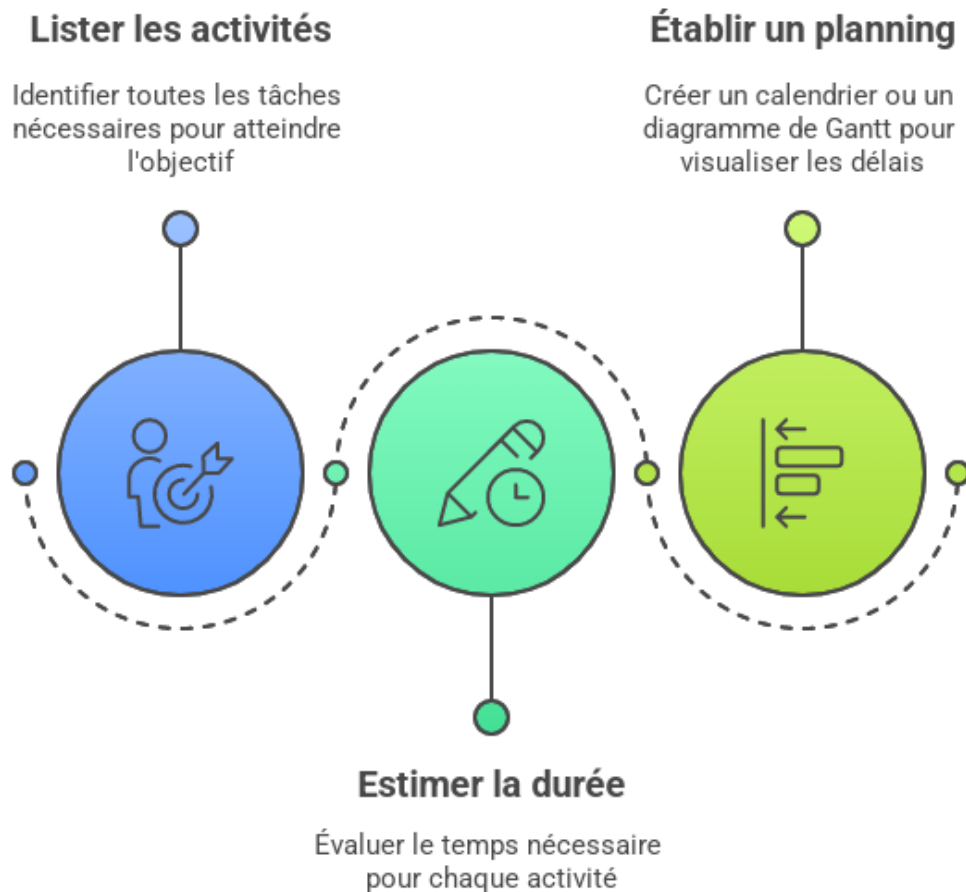 Lister les activités
Identifier toutes les tâches
nécessaires pour atteindre
l'objectif
Établir un planning
Créer un calendrier ou un
diagramme de Gantt pour
visualiser les délais
Estimer la durée
Évaluer le temps nécessaire
pour chaque activité